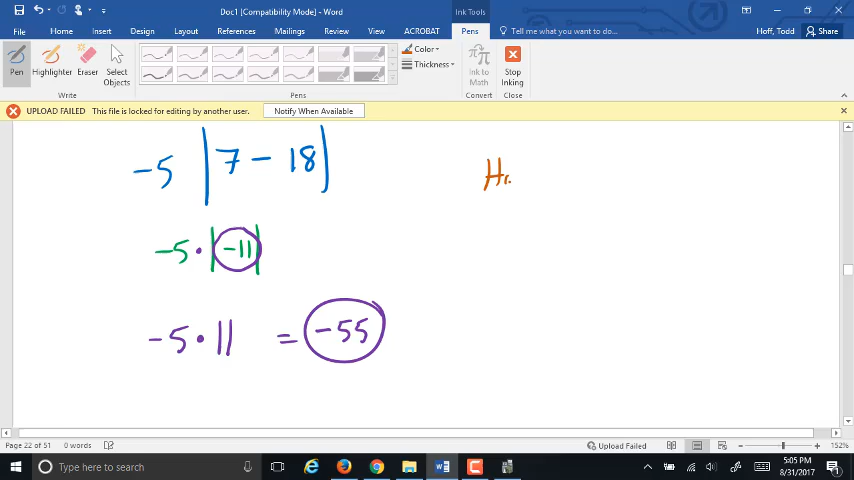 Doc1 [Compatibility Mode] - Word
Ink Tools
Hoff, Todd
Share
File
Home
Insert
Design
Layout
References
Mailings
Review
View
ACROBAT
Pens
Tell me what you want to do...
Pen
Highlighter
Eraser
Select Objects
Color
Thickness
Ink to Math
Stop Inking
Write
Pens
Convert
Close
UPLOAD FAILED This file is locked for editing by another user.
Notify When Available
-5 |7 - 18|
-5 · |-11|
-5 · 11 = -55
Page 22 of 51
0 words
Upload Failed
100%
Type here to search
5:05 PM
8/31/2017